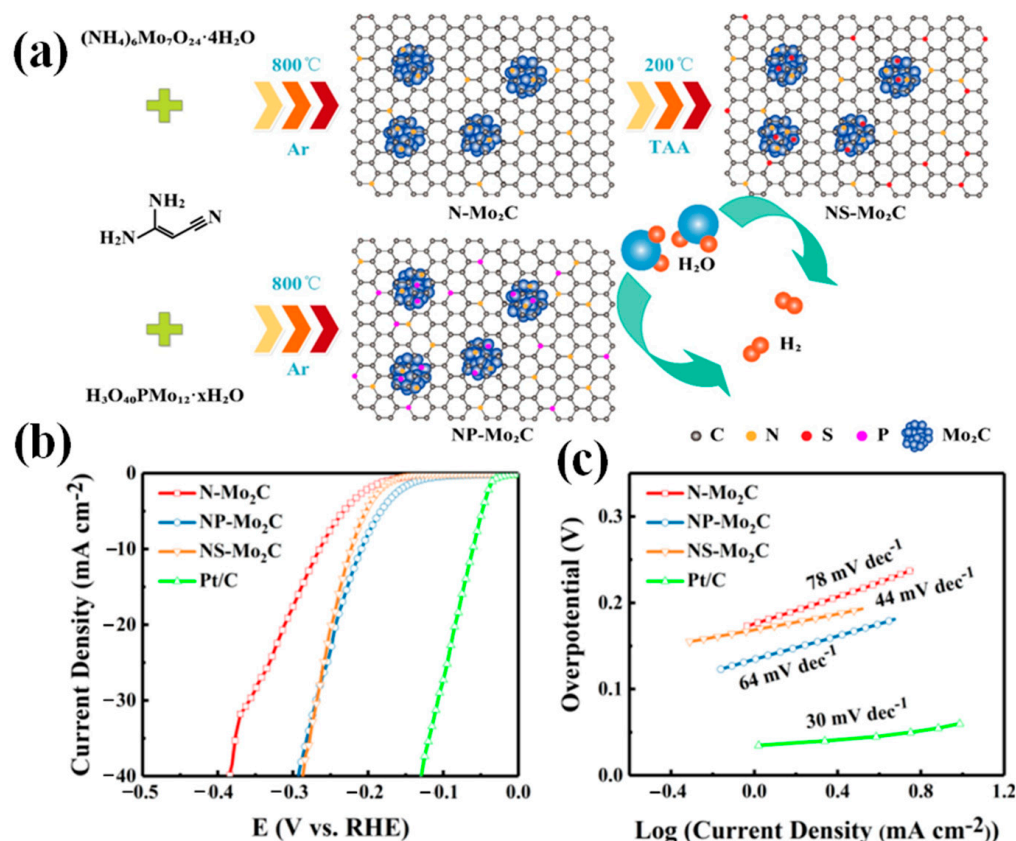 (a)
(NH₄)₆Mo₇O₂₄·4H₂O
800℃
Ar
N-Mo₂C
200℃
TAA
NS-Mo₂C
NH₂
H₂N
N
H₂O
H₂
800℃
Ar
H₃O₄₀PMo₁₂·xH₂O
NP-Mo₂C
C N S P Mo₂C
(b)
Current Density (mA cm⁻²)
0
−10
−20
−30
−40
N-Mo₂C
NP-Mo₂C
NS-Mo₂C
Pt/C
−0.5 −0.4 −0.3 −0.2 −0.1 0.0
E (V vs. RHE)
(c)
Overpotential (V)
0.3
0.2
0.1
0.0
N-Mo₂C
NP-Mo₂C
NS-Mo₂C
Pt/C
78 mV dec⁻¹
44 mV dec⁻¹
64 mV dec⁻¹
30 mV dec⁻¹
−0.4 0.0 0.4 0.8 1.2
Log (Current Density (mA cm⁻²)